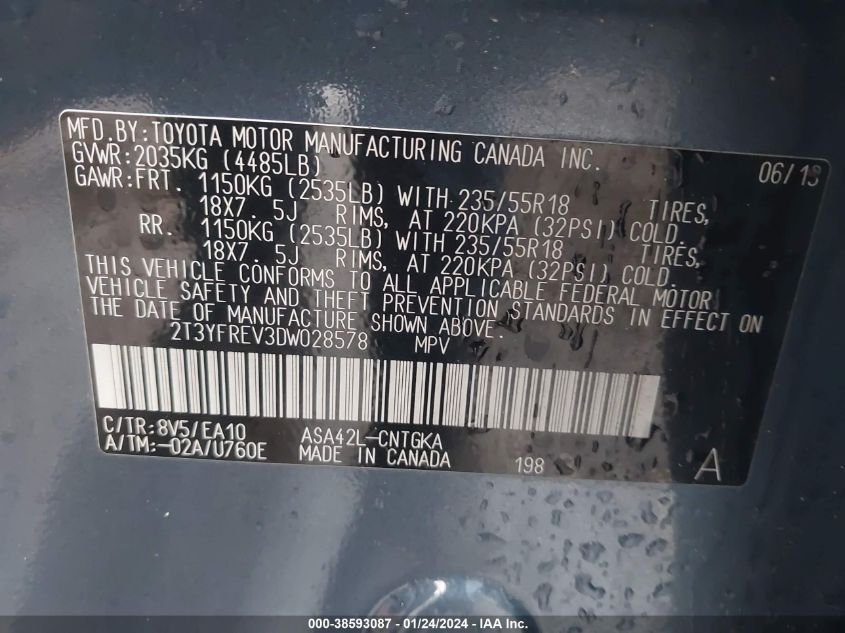 MFD.BY:TOYOTA MOTOR MANUFACTURING CANADA INC.
06/13
GVWR:2035KG (4485LB)
GAWR:FRT. 1150KG (2535LB) WITH 235/55R18 TIRES,
18X7. 5J RIMS, AT 220KPA (32PSI) COLD.
RR. 1150KG (2535LB) WITH 235/55R18 TIRES,
18X7. 5J RIMS, AT 220KPA (32PSI) COLD.
THIS VEHICLE CONFORMS TO ALL APPLICABLE FEDERAL MOTOR
VEHICLE SAFETY AND THEFT PREVENTION STANDARDS IN EFFECT ON
THE DATE OF MANUFACTURE SHOWN ABOVE.
2T3YFREV3DW028578 MPV
C/TR:8V5/EA10 ASA42L-CNTGKA
A/TM:-02A/U760E MADE IN CANADA 198 A
000-38593087 - 01/24/2024 - IAA Inc.